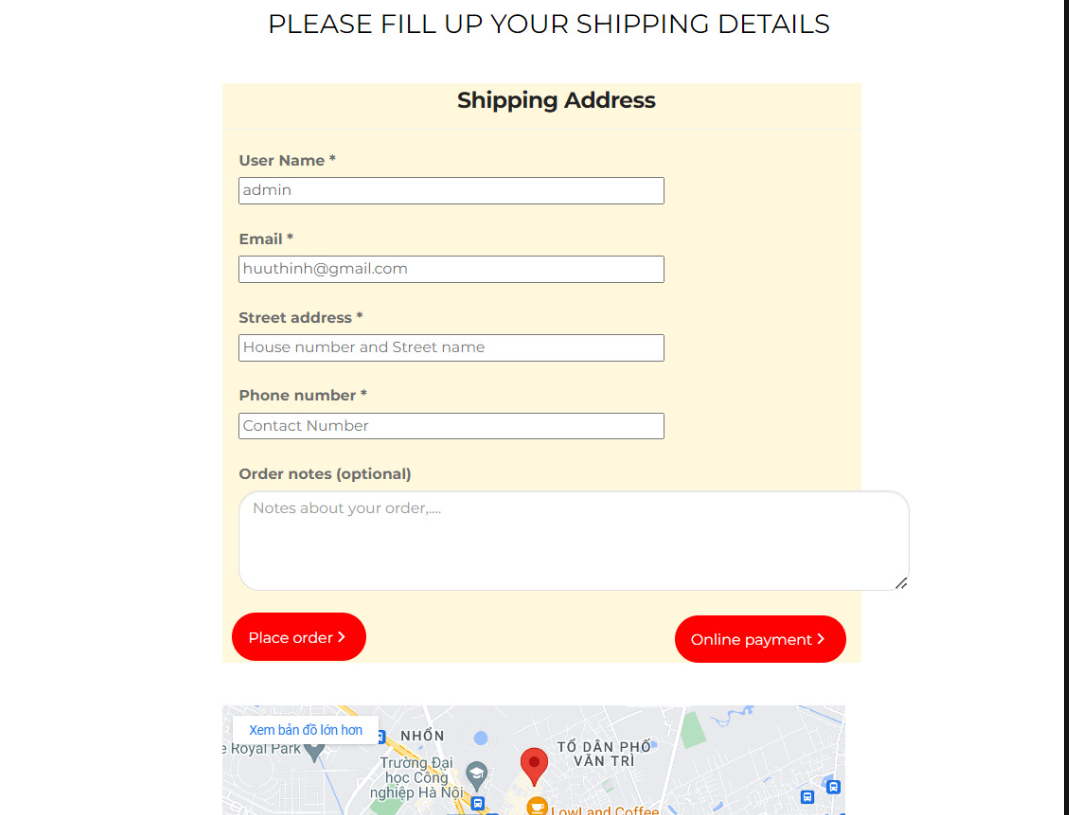 PLEASE FILL UP YOUR SHIPPING DETAILS
Shipping Address
User Name *
admin
Email *
huuthinh@gmail.com
Street address *
House number and Street name
Phone number *
Contact Number
Order notes (optional)
Notes about your order,....
Place order
Online payment
Xem bản đồ lớn hơn
e Royal Park
NHỔN
Trường Đại
học Công
nghiệp Hà Nội
TỔ DÂN PHỐ
VĂN TRÌ
LowLand Coffee